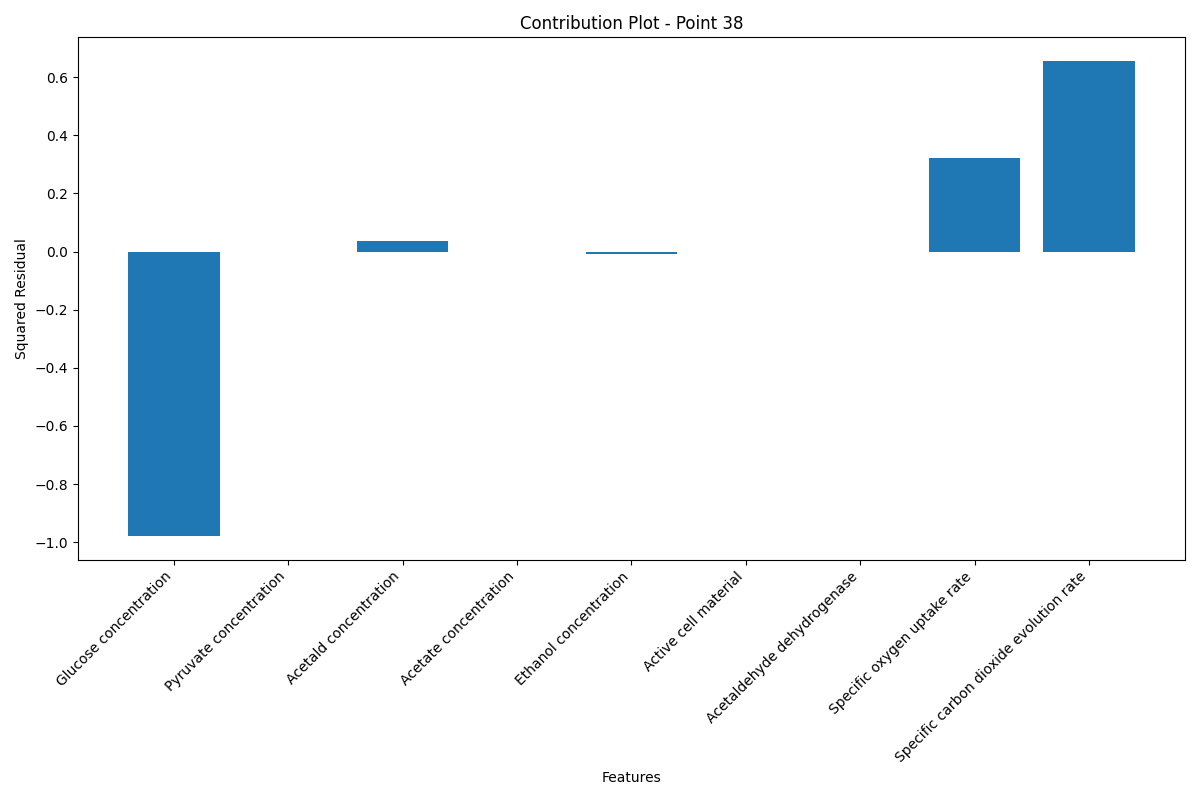 Contribution Plot - Point 38
Squared Residual
0.6
0.4
0.2
0.0
−0.2
−0.4
−0.6
−0.8
−1.0
Glucose concentration
Pyruvate concentration
Acetald concentration
Acetate concentration
Ethanol concentration
Active cell material
Acetaldehyde dehydrogenase
Specific oxygen uptake rate
Specific carbon dioxide evolution rate
Features